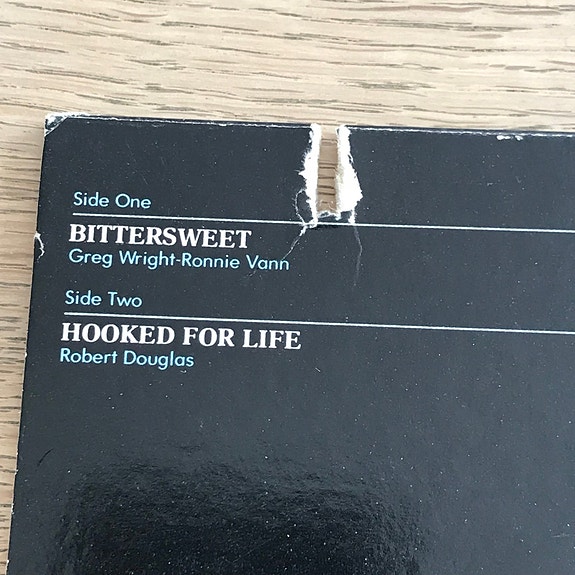 Side One
BITTERSWEET
Greg Wright-Ronnie Vann
Side Two
HOOKED FOR LIFE
Robert Douglas